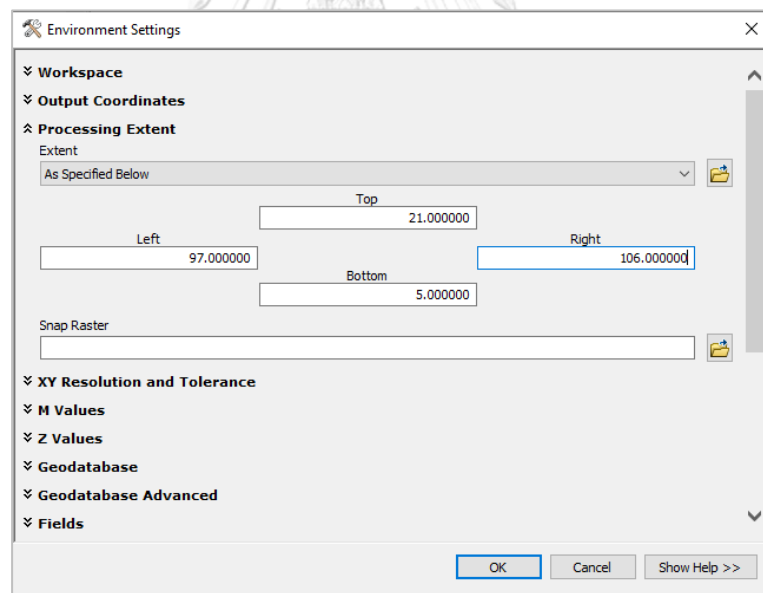 Environment Settings
Workspace
Output Coordinates
Processing Extent
Extent
As Specified Below
Top
21.000000
Left
Right
97.000000
106.000000
Bottom
5.000000
Snap Raster
XY Resolution and Tolerance
M Values
Z Values
Geodatabase
Geodatabase Advanced
Fields
OK
Cancel
Show Help >>